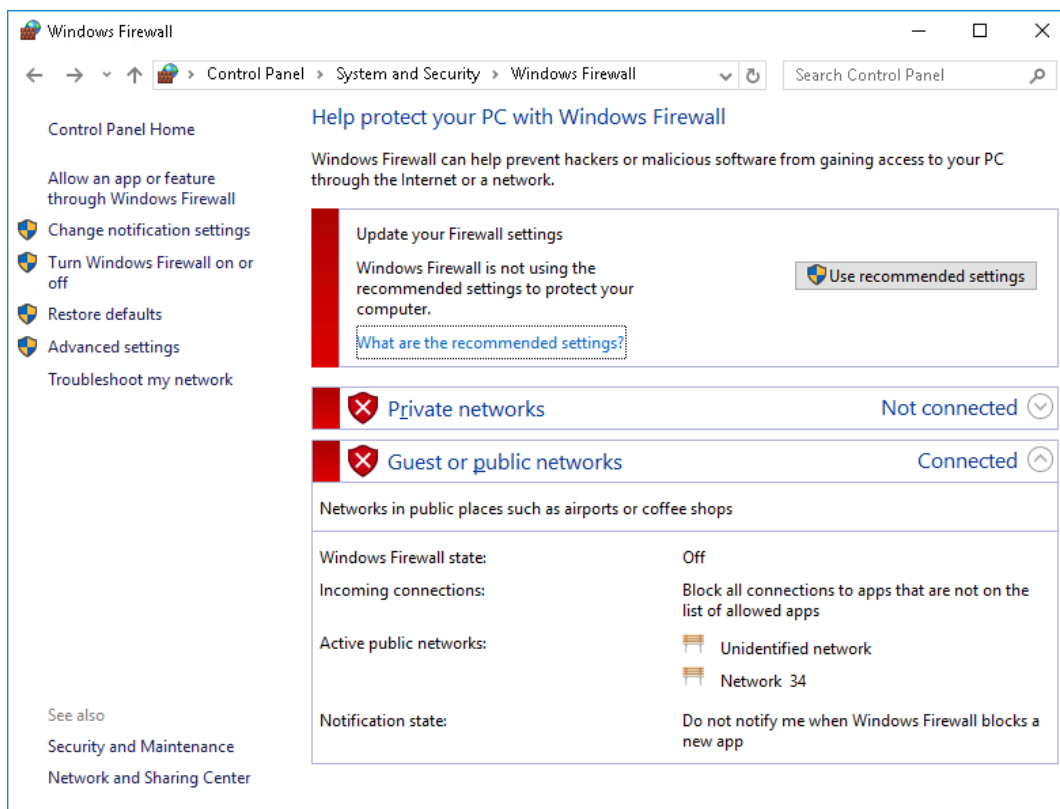 Windows Firewall
Control Panel > System and Security > Windows Firewall
Search Control Panel
Control Panel Home
Allow an app or feature
through Windows Firewall
Change notification settings
Turn Windows Firewall on or
off
Restore defaults
Advanced settings
Troubleshoot my network
See also
Security and Maintenance
Network and Sharing Center
Help protect your PC with Windows Firewall
Windows Firewall can help prevent hackers or malicious software from gaining access to your PC
through the Internet or a network.
Update your Firewall settings
Windows Firewall is not using the
recommended settings to protect your
computer.
What are the recommended settings?
Use recommended settings
Private networks Not connected
Guest or public networks Connected
Networks in public places such as airports or coffee shops
Windows Firewall state: Off
Incoming connections: Block all connections to apps that are not on the
list of allowed apps
Active public networks: Unidentified network
Network 34
Notification state: Do not notify me when Windows Firewall blocks a
new app